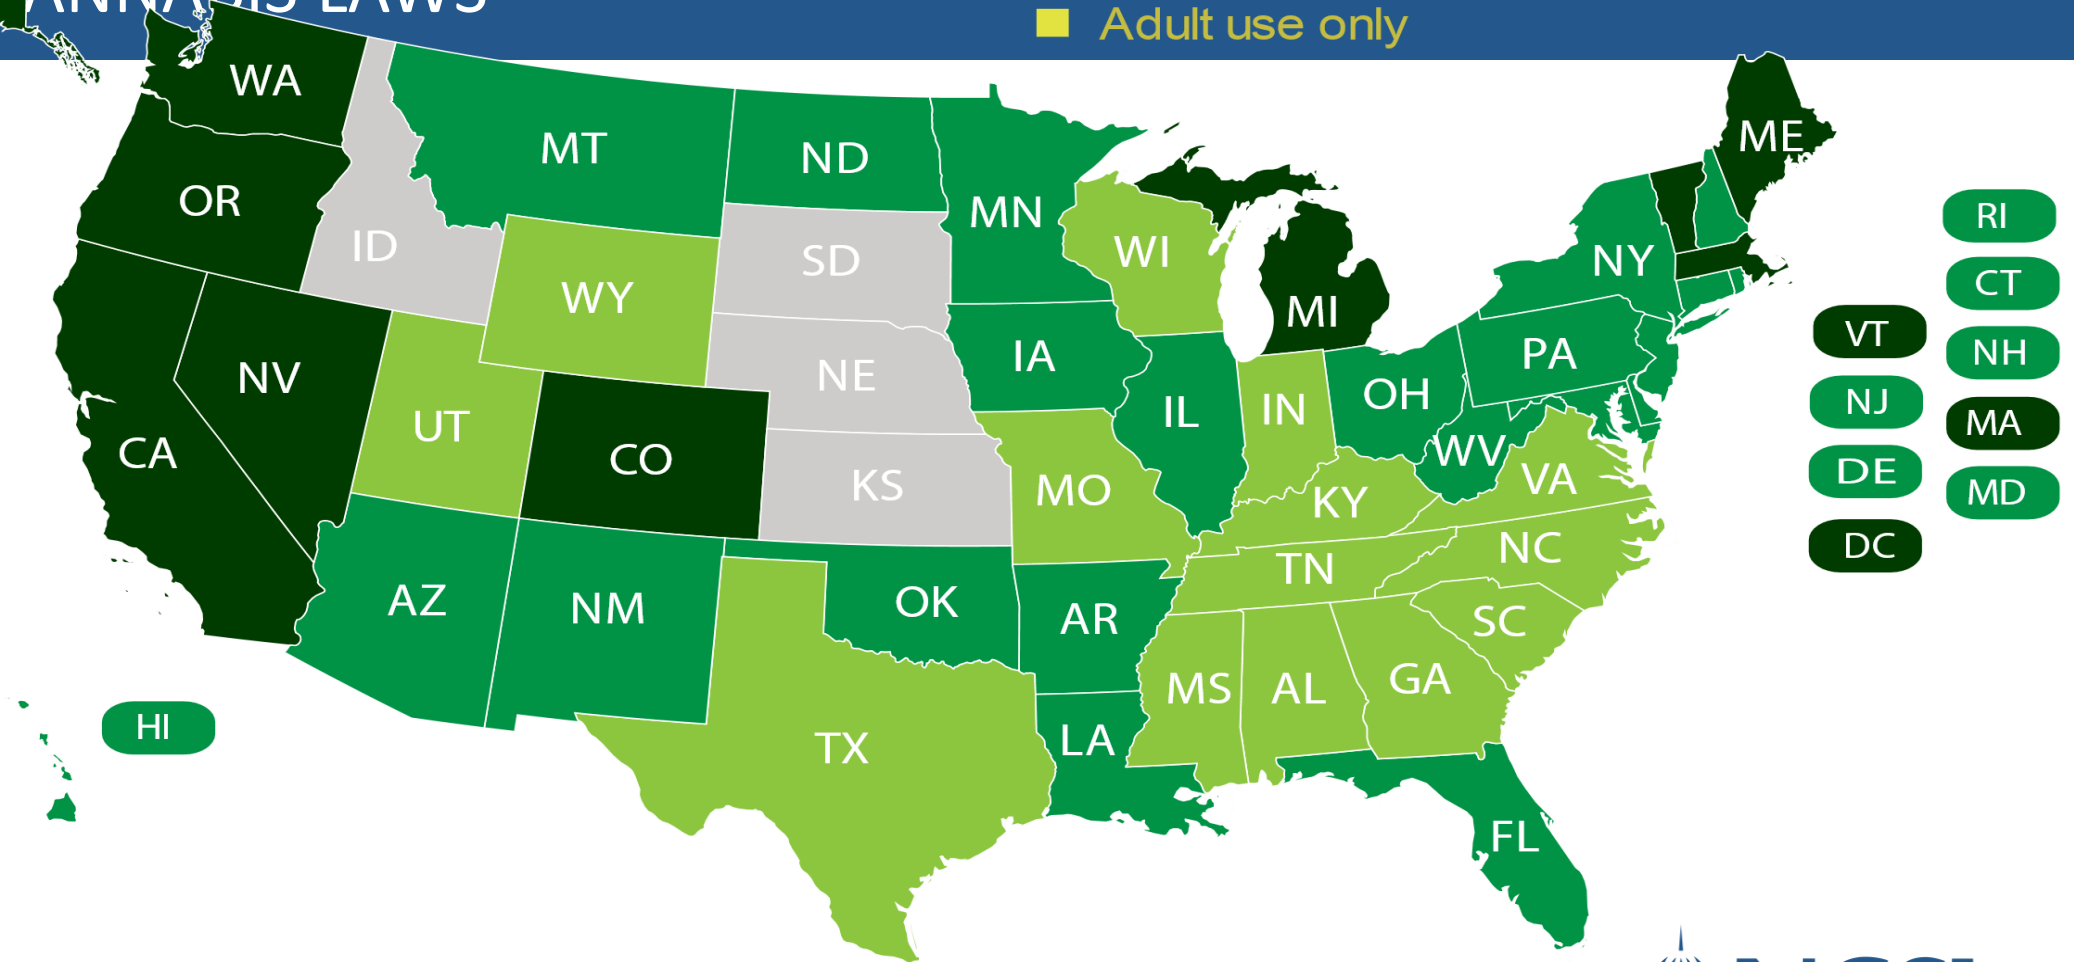 Adult use only
WA
ME
MT
ND
OR
MN
RI
ID
WI
NY
SD
CT
WY
MI
VT
IA
PA
NH
NE
NV
OH
NJ
IL
IN
MA
UT
CO
WV
CA
DE
KS
VA
MO
MD
KY
DC
NC
TN
AZ
OK
NM
AR
SC
GA
MS
AL
HI
LA
TX
FL